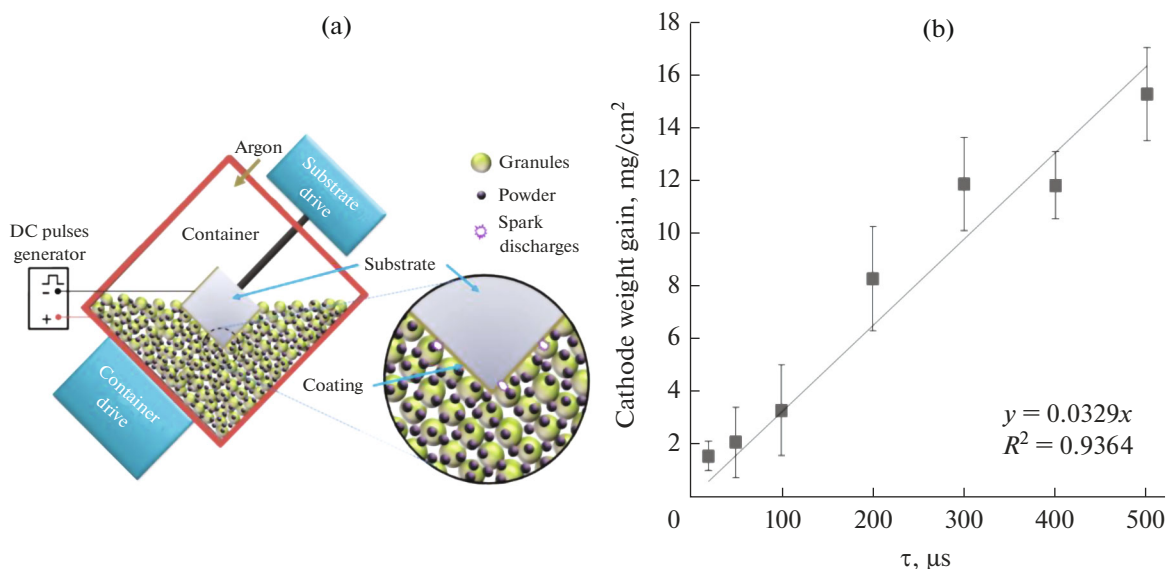 (a)
Argon
Substrate
drive
Container
DC pulses
generator
-
+
Substrate
Coating
Container
drive
Granules
Powder
Spark
discharges
(b)
Cathode weight gain, mg/cm²
18
16
14
12
10
8
6
4
2
0
100
200
300
400
500
τ, μs
y = 0.0329x
R² = 0.9364